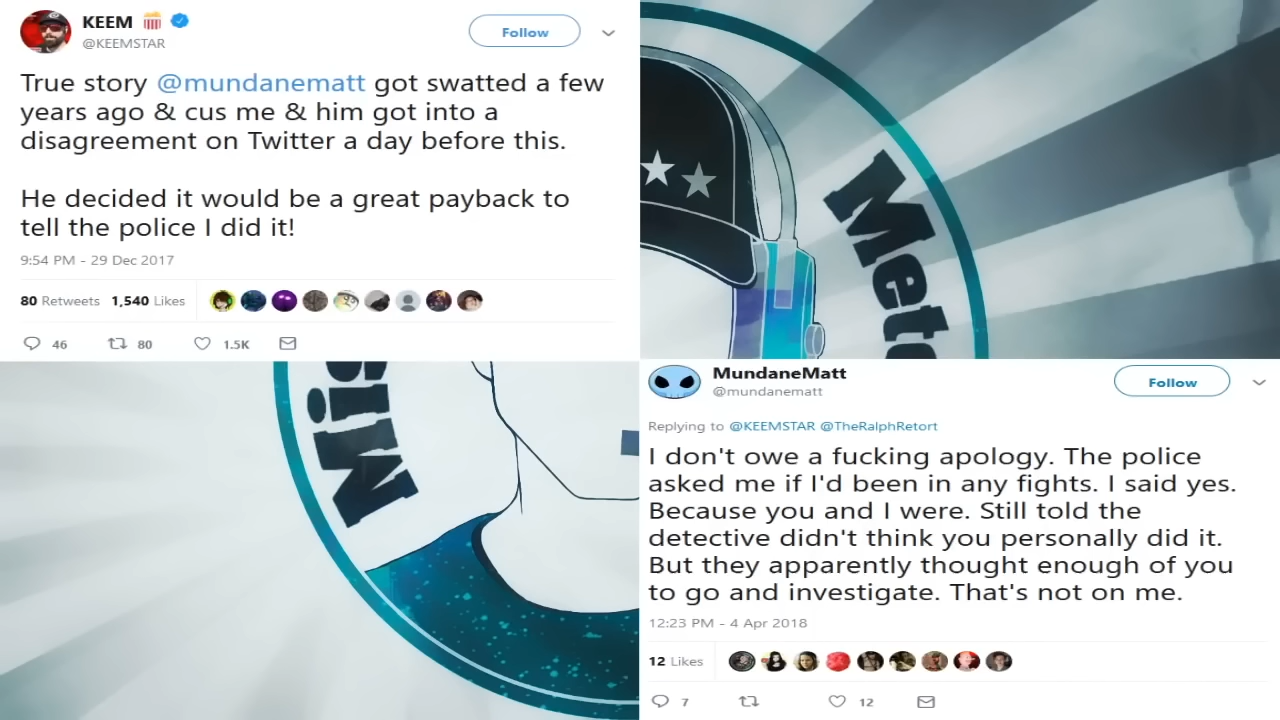 KEEM
@KEEMSTAR
Follow
True story @mundanematt got swatted a few
years ago & cus me & him got into a
disagreement on Twitter a day before this.
He decided it would be a great payback to
tell the police I did it!
9:54 PM - 29 Dec 2017
80 Retweets 1,540 Likes
46 80 1.5K
Meto
Min
MundaneMatt
@mundanematt
Follow
Replying to @KEEMSTAR @TheRalphRetort
I don't owe a fucking apology. The police
asked me if I'd been in any fights. I said yes.
Because you and I were. Still told the
detective didn't think you personally did it.
But they apparently thought enough of you
to go and investigate. That's not on me.
12:23 PM - 4 Apr 2018
12 Likes
7 12